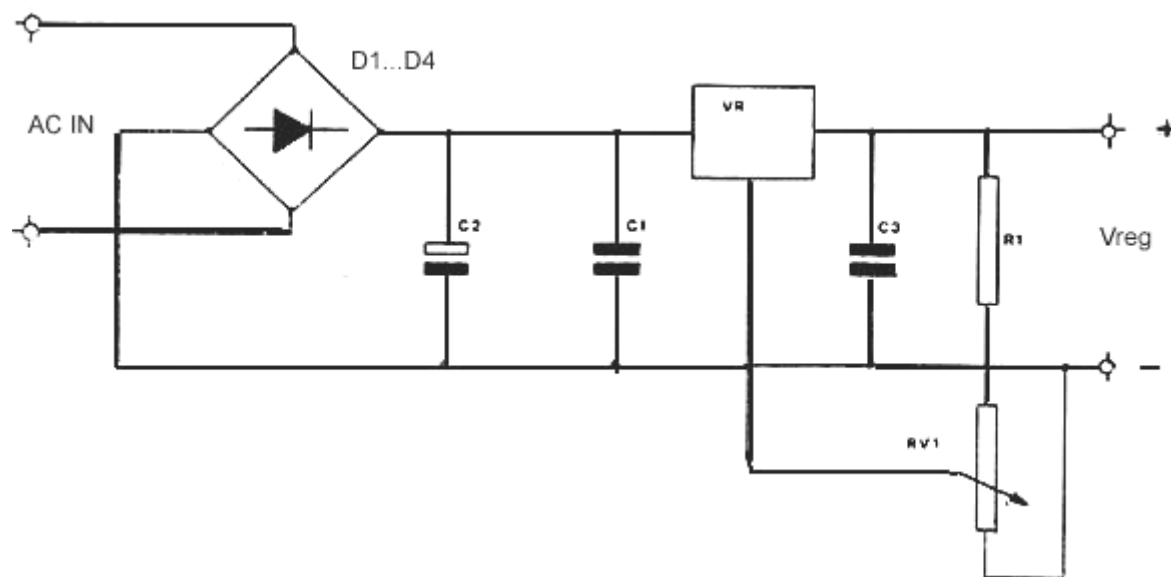 D1...D4
AC IN
VR
+
C2
C1
C3
R1
Vreg
–
RV1